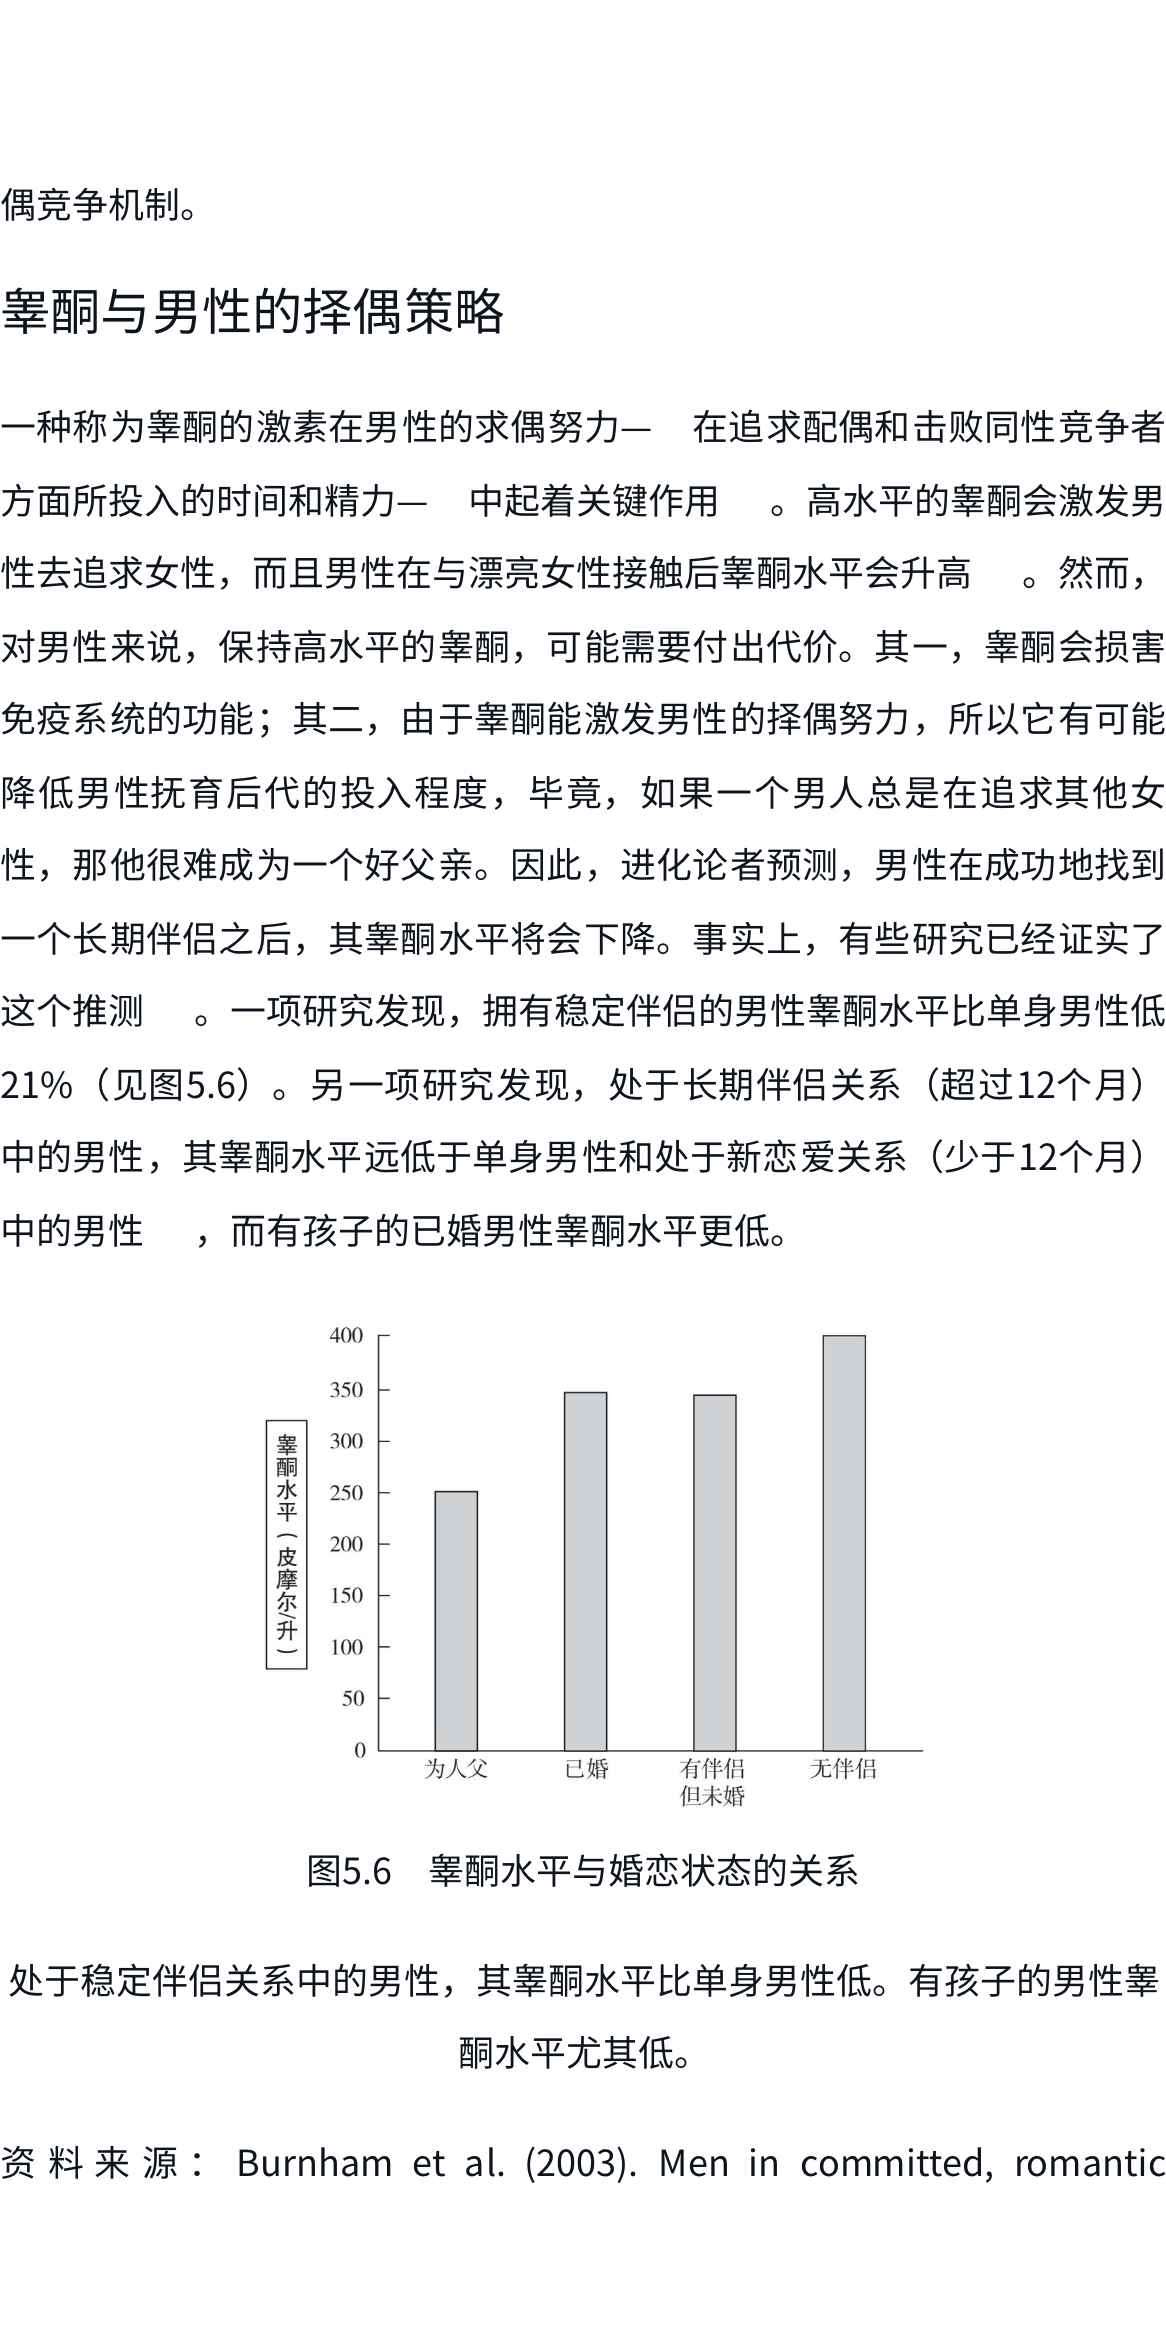 偶竞争机制。
睾酮与男性的择偶策略
一种称为睾酮的激素在男性的求偶努力— 在追求配偶和击败同性竞争者
方面所投入的时间和精力— 中起着关键作用 。高水平的睾酮会激发男
性去追求女性，而且男性在与漂亮女性接触后睾酮水平会升高 。然而，
对男性来说，保持高水平的睾酮，可能需要付出代价。其一，睾酮会损害
免疫系统的功能；其二，由于睾酮能激发男性的择偶努力，所以它有可能
降低男性抚育后代的投入程度，毕竟，如果一个男人总是在追求其他女
性，那他很难成为一个好父亲。因此，进化论者预测，男性在成功地找到
一个长期伴侣之后，其睾酮水平将会下降。事实上，有些研究已经证实了
这个推测 。一项研究发现，拥有稳定伴侣的男性睾酮水平比单身男性低
21%（见图5.6）。另一项研究发现，处于长期伴侣关系（超过12个月）
中的男性，其睾酮水平远低于单身男性和处于新恋爱关系（少于12个月）
中的男性 ，而有孩子的已婚男性睾酮水平更低。
睾酮水平（皮摩尔/升）
400
350
300
250
200
150
100
50
0
为人父 已婚 有伴侣 无伴侣
但未婚
图5.6 睾酮水平与婚恋状态的关系
处于稳定伴侣关系中的男性，其睾酮水平比单身男性低。有孩子的男性睾
酮水平尤其低。
资料来源：Burnham et al. (2003). Men in committed, romantic